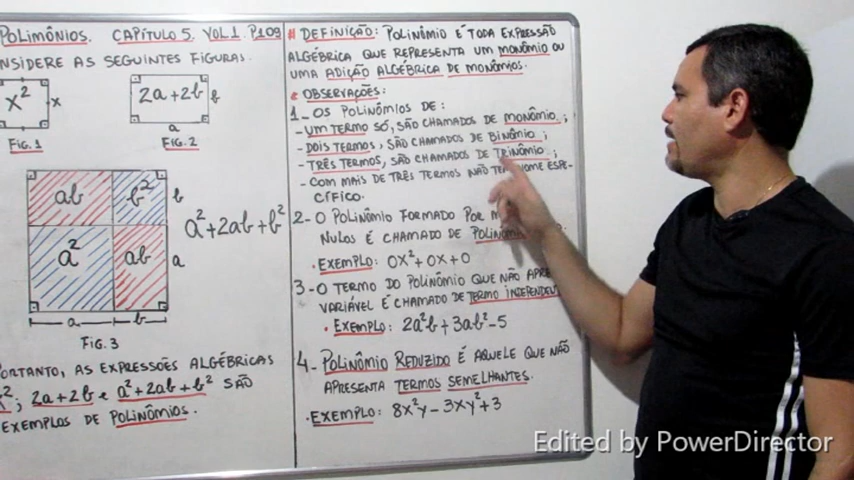 POLIMÔNIOS. CAPÍTULO 5. VOL.1. P.109
NSIDERE AS SEGUINTES FIGURAS.
x² x
FIG.1
2a+2b b
a
FIG.2
ab b² b
a² ab a
a b
FIG.3
a²+2ab+b²
PORTANTO, AS EXPRESSÕES ALGÉBRICAS
x²; 2a+2b e a²+2ab+b² SÃO
EXEMPLOS DE POLINÔMIOS.
# DEFINIÇÃO: POLINÔMIO É TODA EXPRESSÃO
ALGÉBRICA QUE REPRESENTA UM MONÔMIO OU
UMA ADIÇÃO ALGÉBRICA DE MONÔMIOS.
OBSERVAÇÕES:
1_ OS POLINÔMIOS DE:
- UM TERMO SÓ, SÃO CHAMADOS DE MONÔMIO;
- DOIS TERMOS, SÃO CHAMADOS DE BINÔMIO;
- TRÊS TERMOS, SÃO CHAMADOS DE TRINÔMIO;
- COM MAIS DE TRÊS TERMOS NÃO TEM NOME ESPE-
CÍFICO.
2- O POLINÔMIO FORMADO POR
NULOS É CHAMADO DE
• EXEMPLO: 0x²+0x+0
3- O TERMO DO POLINÔMIO QUE NÃO APRE
VARIÁVEL É CHAMADO DE TERMO INDEPENDEN
• EXEMPLO: 2a²b+3ab²-5
4- POLINÔMIO REDUZIDO É AQUELE QUE NÃO
APRESENTA TERMOS SEMELHANTES.
• EXEMPLO: 8x²y-3xy²+3
Edited by PowerDirector